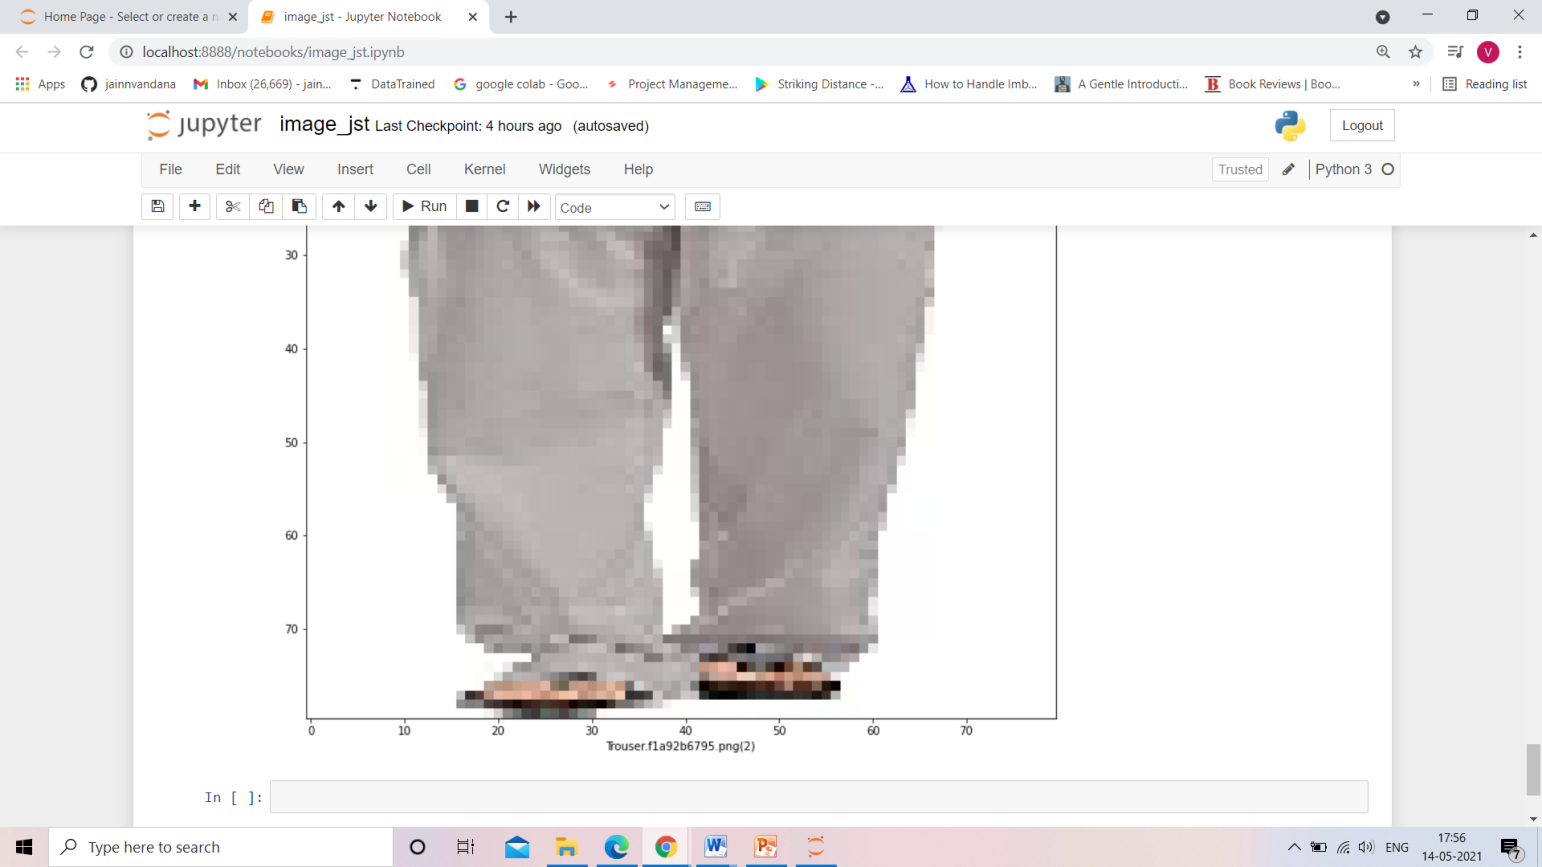 Home Page - Select or create a n
image_jst - Jupyter Notebook
localhost:8888/notebooks/image_jst.ipynb
V
Apps
jainnvandana
Inbox (26,669) - jain...
DataTrained
google colab - Goo...
Project Manageme...
Striking Distance -...
How to Handle Imb...
A Gentle Introducti...
B
Book Reviews | Boo...
»
Reading list
jupyter
image_jst Last Checkpoint: 4 hours ago (autosaved)
Logout
File
Edit
View
Insert
Cell
Kernel
Widgets
Help
Trusted
Python 3
Run
Code
30
40
50
60
70
0
10
20
30
40
50
60
70
Trouser.f1a92b6795.png(2)
In [ ]:
Type here to search
ENG
17:56
14-05-2021
7